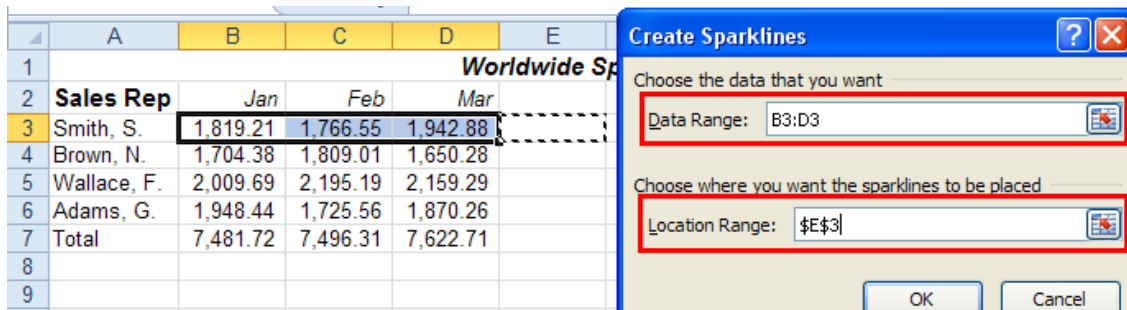 A B C D E
1 Worldwide Sp
2 Sales Rep Jan Feb Mar
3 Smith, S. 1,819.21 1,766.55 1,942.88
4 Brown, N. 1,704.38 1,809.01 1,650.28
5 Wallace, F. 2,009.69 2,195.19 2,159.29
6 Adams, G. 1,948.44 1,725.56 1,870.26
7 Total 7,481.72 7,496.31 7,622.71
8
9
Create Sparklines ? X
Choose the data that you want
Data Range: B3:D3
Choose where you want the sparklines to be placed
Location Range: $E$3
OK Cancel